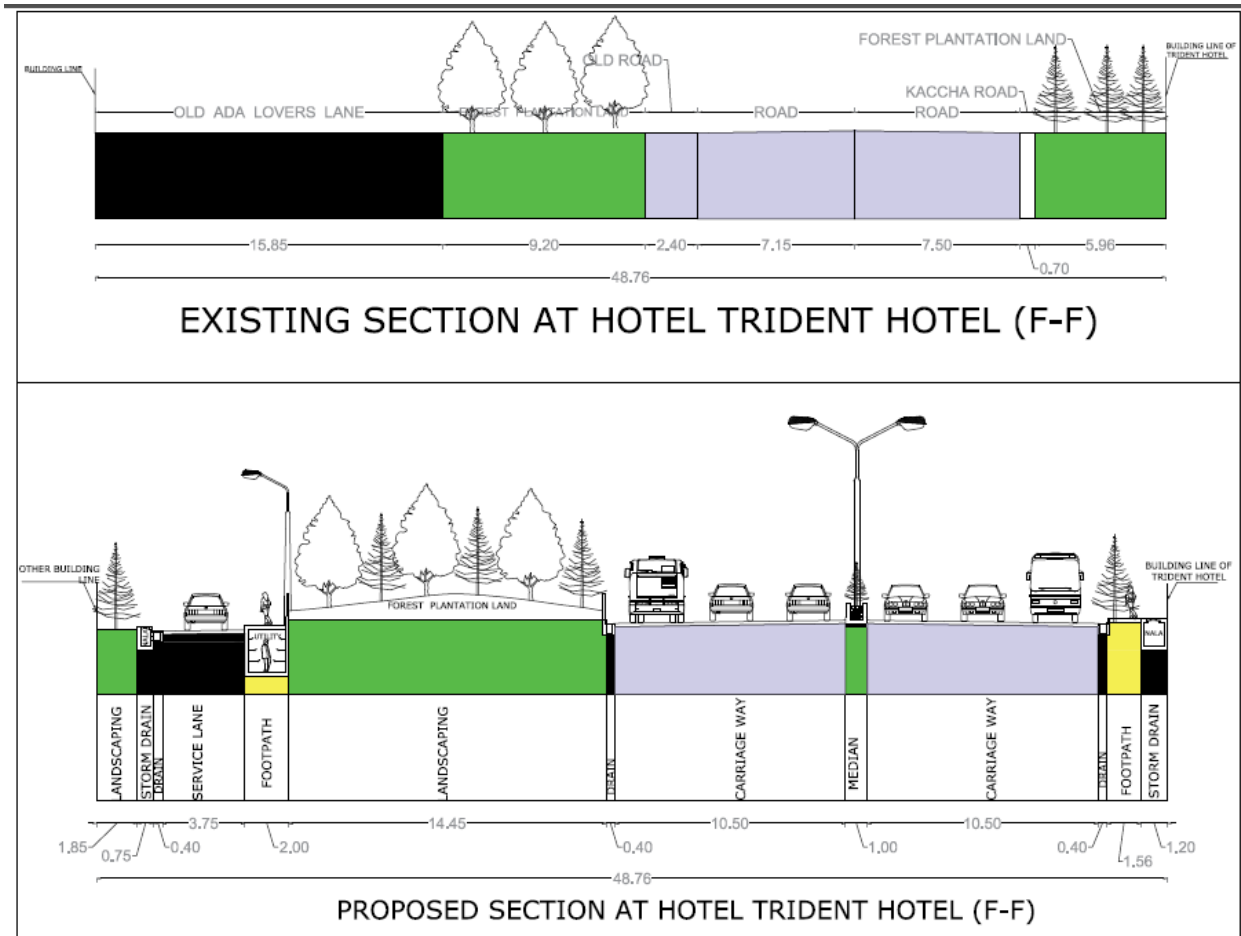 BUILDING LINE
OLD ADA LOVERS LANE
FOREST PLANTATION LAND
OLD ROAD
ROAD
ROAD
KACCHA ROAD
FOREST PLANTATION LAND
BUILDING LINE OF
TRIDENT HOTEL
15.85
9.20
2.40
7.15
7.50
0.70
5.96
48.76
EXISTING SECTION AT HOTEL TRIDENT HOTEL (F-F)
OTHER BUILDING
LINE
NALA
UTILITY
FOREST PLANTATION LAND
BUILDING LINE OF
TRIDENT HOTEL
NALA
LANDSCAPING
STORM DRAIN
DRAIN
SERVICE LANE
FOOTPATH
LANDSCAPING
DRAIN
CARRIAGE WAY
MEDIAN
CARRIAGE WAY
DRAIN
FOOTPATH
STORM DRAIN
1.85
0.75
0.40
3.75
2.00
14.45
0.40
10.50
1.00
10.50
0.40
1.56
1.20
48.76
PROPOSED SECTION AT HOTEL TRIDENT HOTEL (F-F)